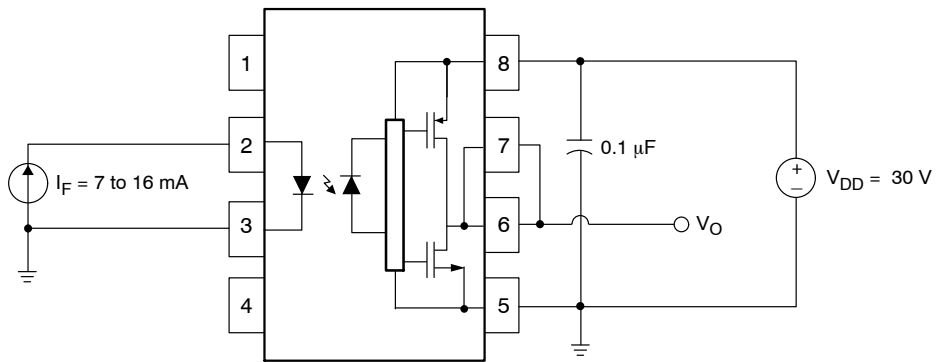 1
8
2
7
0.1 μF
I_F = 7 to 16 mA
+
–
V_DD = 30 V
3
6
V_O
4
5